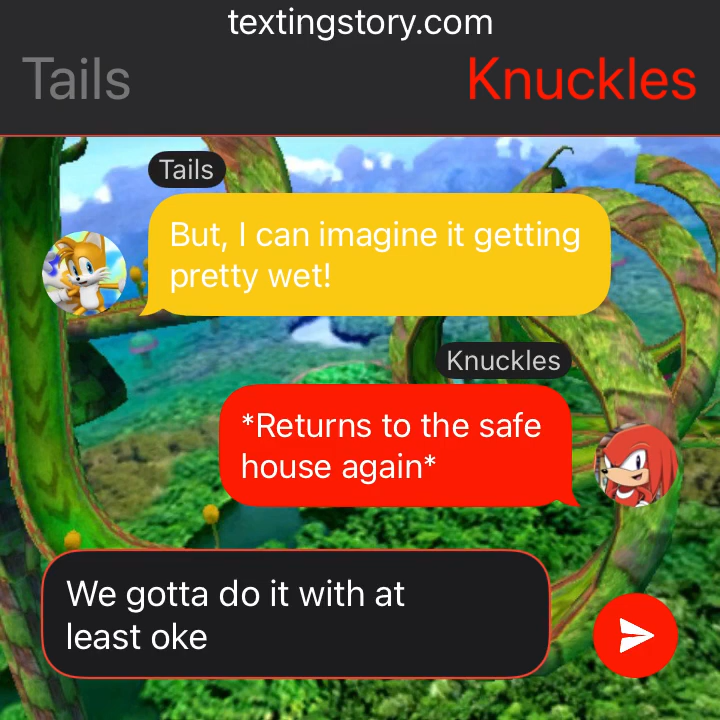 textingstory.com
Tails
Knuckles
Tails
But, I can imagine it getting
pretty wet!
Knuckles
*Returns to the safe
house again*
We gotta do it with at
least oke